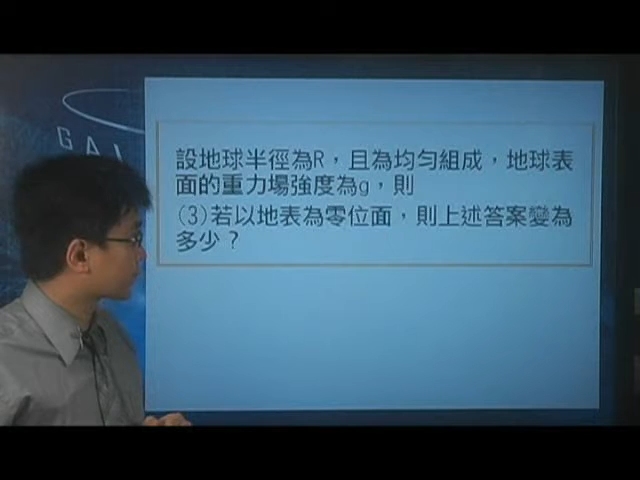 GAL
設地球半徑為R，且為均勻組成，地球表
面的重力場強度為g，則
(3)若以地表為零位面，則上述答案變為
多少？